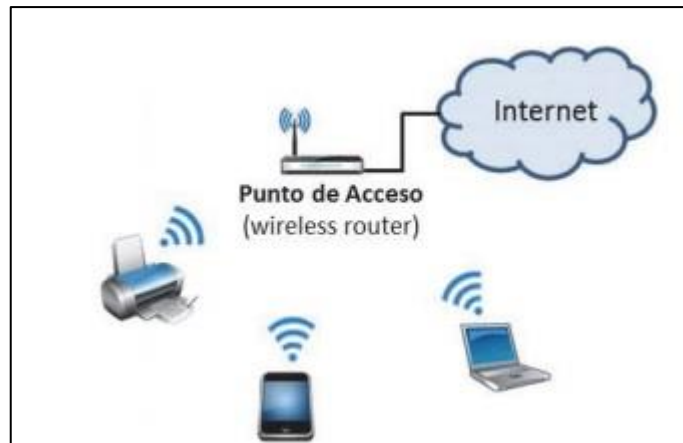 Internet
Punto de Acceso
(wireless router)